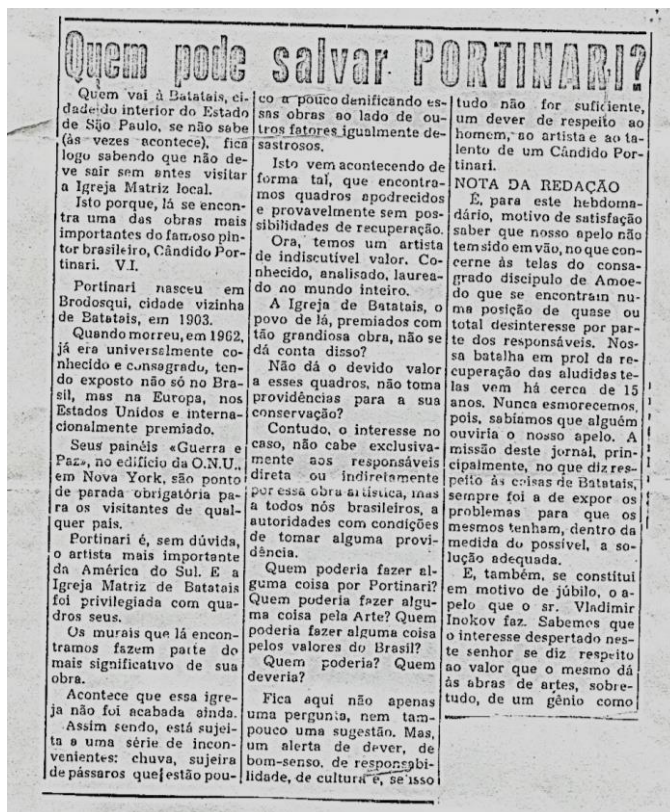 Quem pode salvar PORTINARI?
Quem vai à Batatais, ci-
dade do interior do Estado
de São Paulo, se não sabe
(às vezes acontece), fica
logo sabendo que não de-
ve sair sem antes visitar
a Igreja Matriz local.
Isto porque, lá se encon-
tra uma das obras mais
importantes do famoso pin-
tor brasileiro, Cândido Por-
tinari. V.I.
Portinari nasceu em
Brodosqui, cidade vizinha
de Batatais, em 1903.
Quando morreu, em 1962,
já era universalmente co-
nhecido e consagrado, ten-
do exposto não só no Bra-
sil, mas na Europa, nos
Estados Unidos e interna-
cionalmente premiado.
Seus painéis «Guerra e
Paz», no edifício da O.N.U.,
em Nova York, são ponto
de parada obrigatória pa-
ra os visitantes de qual-
quer país.
Portinari é, sem dúvida,
o artista mais importante
da América do Sul. E a
Igreja Matriz de Batatais
foi privilegiada com qua-
dros seus.
Os murais que lá encon-
tramos fazem parte do
mais significativo de sua
obra.
Acontece que essa igre-
ja não foi acabada ainda.
Assim sendo, está sujei-
ta a uma série de incon-
venientes: chuva, sujeira
de pássaros que estão pou-
co a pouco danificando es-
sas obras ao lado de ou-
tros fatores igualmente de-
sastrosos.
Isto vem acontecendo de
forma tal, que encontra-
mos quadros apodrecidos
e provavelmente sem pos-
sibilidades de recuperação.
Ora, temos um artista
de indiscutível valor. Co-
nhecido, analisado, laurea-
do no mundo inteiro.
A Igreja de Batatais, o
povo de lá, premiados com
tão grandiosa obra, não se
dá conta disso?
Não dá o devido valor
a esses quadros, não toma
providências para a sua
conservação?
Contudo, o interesse no
caso, não cabe exclusiva-
mente aos responsáveis
direta ou indiretamente
por essa obra artística, mas
a todos nós brasileiros, a
autoridades com condições
de tomar alguma provi-
dência.
Quem poderia fazer al-
guma coisa por Portinari?
Quem poderia fazer algu-
ma coisa pela Arte? Quem
poderia fazer alguma coisa
pelos valores do Brasil?
Quem poderia? Quem
deveria?
Fica aqui não apenas
uma pergunta, nem tam-
pouco uma sugestão. Mas,
um alerta de dever, de
bom-senso, de responsabi-
lidade, de cultura e, se isso
tudo não for suficiente,
um dever de respeito ao
homem, ao artista e ao ta-
lento de um Cândido Por-
tinari.
NOTA DA REDAÇÃO
É, para este hebdoma-
dário, motivo de satisfação
saber que nosso apelo não
tem sido em vão, no que con-
cerne às telas do consa-
grado discípulo de Amoe-
do que se encontram nu-
ma posição de quase ou
total desinteresse por par-
te dos responsáveis. Nos-
sa batalha em prol da re-
cuperação das aludidas te-
las vem há cerca de 15
anos. Nunca esmorecemos,
pois, sabíamos que alguém
ouviria o nosso apelo. A
missão deste jornal, prin-
cipalmente, no que diz res-
peito às coisas de Batatais,
sempre foi a de expor os
problemas para que os
mesmos tenham, dentro da
medida do possível, a so-
lução adequada.
E, também, se constitui
em motivo de júbilo, o a-
pelo que o sr. Vladimir
Inokov faz. Sabemos que
o interesse despertado nes-
te senhor se diz respeito
ao valor que o mesmo dá
às abras de artes, sobre-
tudo, de um gênio como